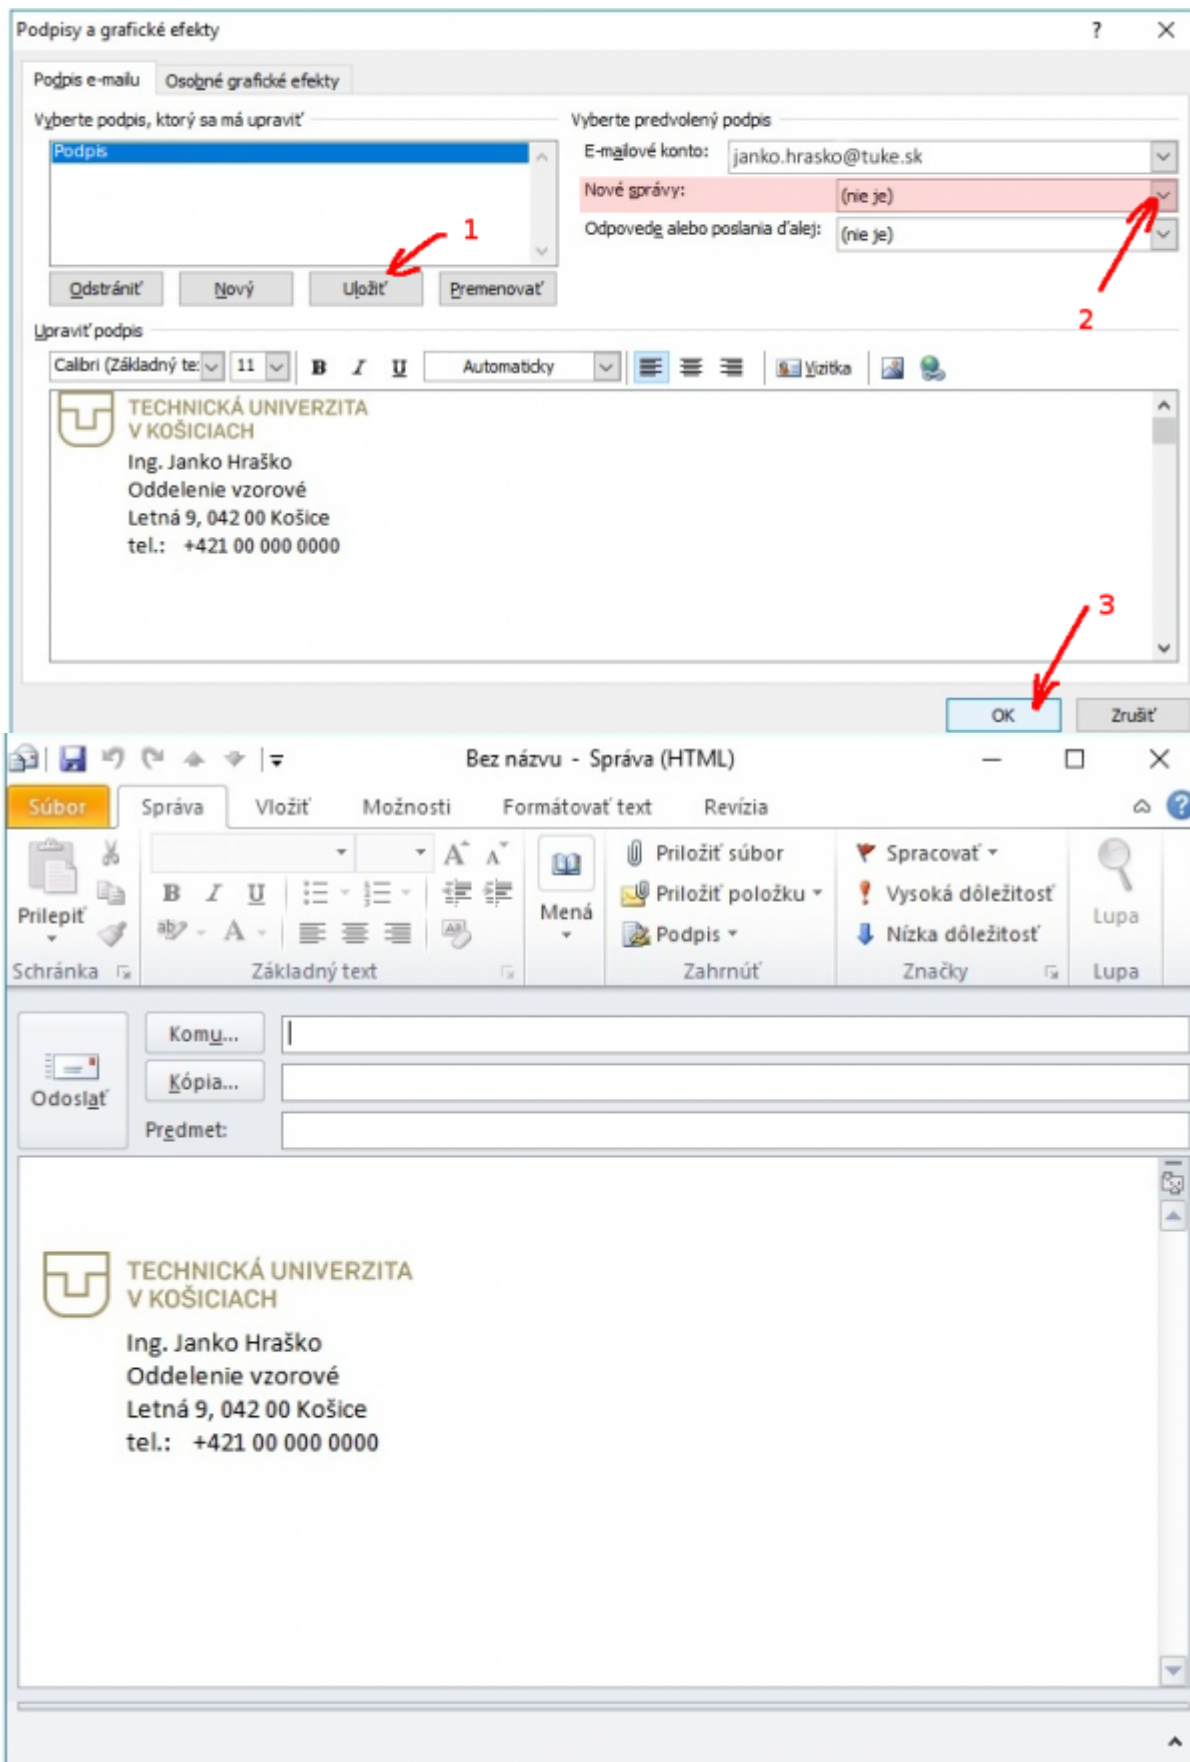 Podpisy a grafické efekty ?
Podpis e-mailu Osobné grafické efekty
Vyberte podpis, ktorý sa má upraviť
Podpis
1
Odstrániť Nový Uložiť Premenovať
Vyberte predvolený podpis
E-mailové konto: janko.hrasko@tuke.sk
Nové správy: (nie je)
Odpovede alebo poslania ďalej: (nie je)
2
Upraviť podpis
Calibri (Základný te: 11 B I U Automaticky Vizitka
TECHNICKÁ UNIVERZITA
V KOŠICIACH
Ing. Janko Hraško
Oddelenie vzorové
Letná 9, 042 00 Košice
tel.: +421 00 000 0000
3
OK Zrušiť
Bez názvu - Správa (HTML)
Súbor Správa Vložiť Možnosti Formátovať text Revízia ?
Prilepiť
Schránka
B I U
Základný text
Mená
Priložiť súbor
Priložiť položku
Podpis
Zahrnúť
Spracovať
Vysoká dôležitosť
Nízka dôležitosť
Značky
Lupa
Lupa
Odoslať
Komu...
Kópia...
Predmet:
TECHNICKÁ UNIVERZITA
V KOŠICIACH
Ing. Janko Hraško
Oddelenie vzorové
Letná 9, 042 00 Košice
tel.: +421 00 000 0000